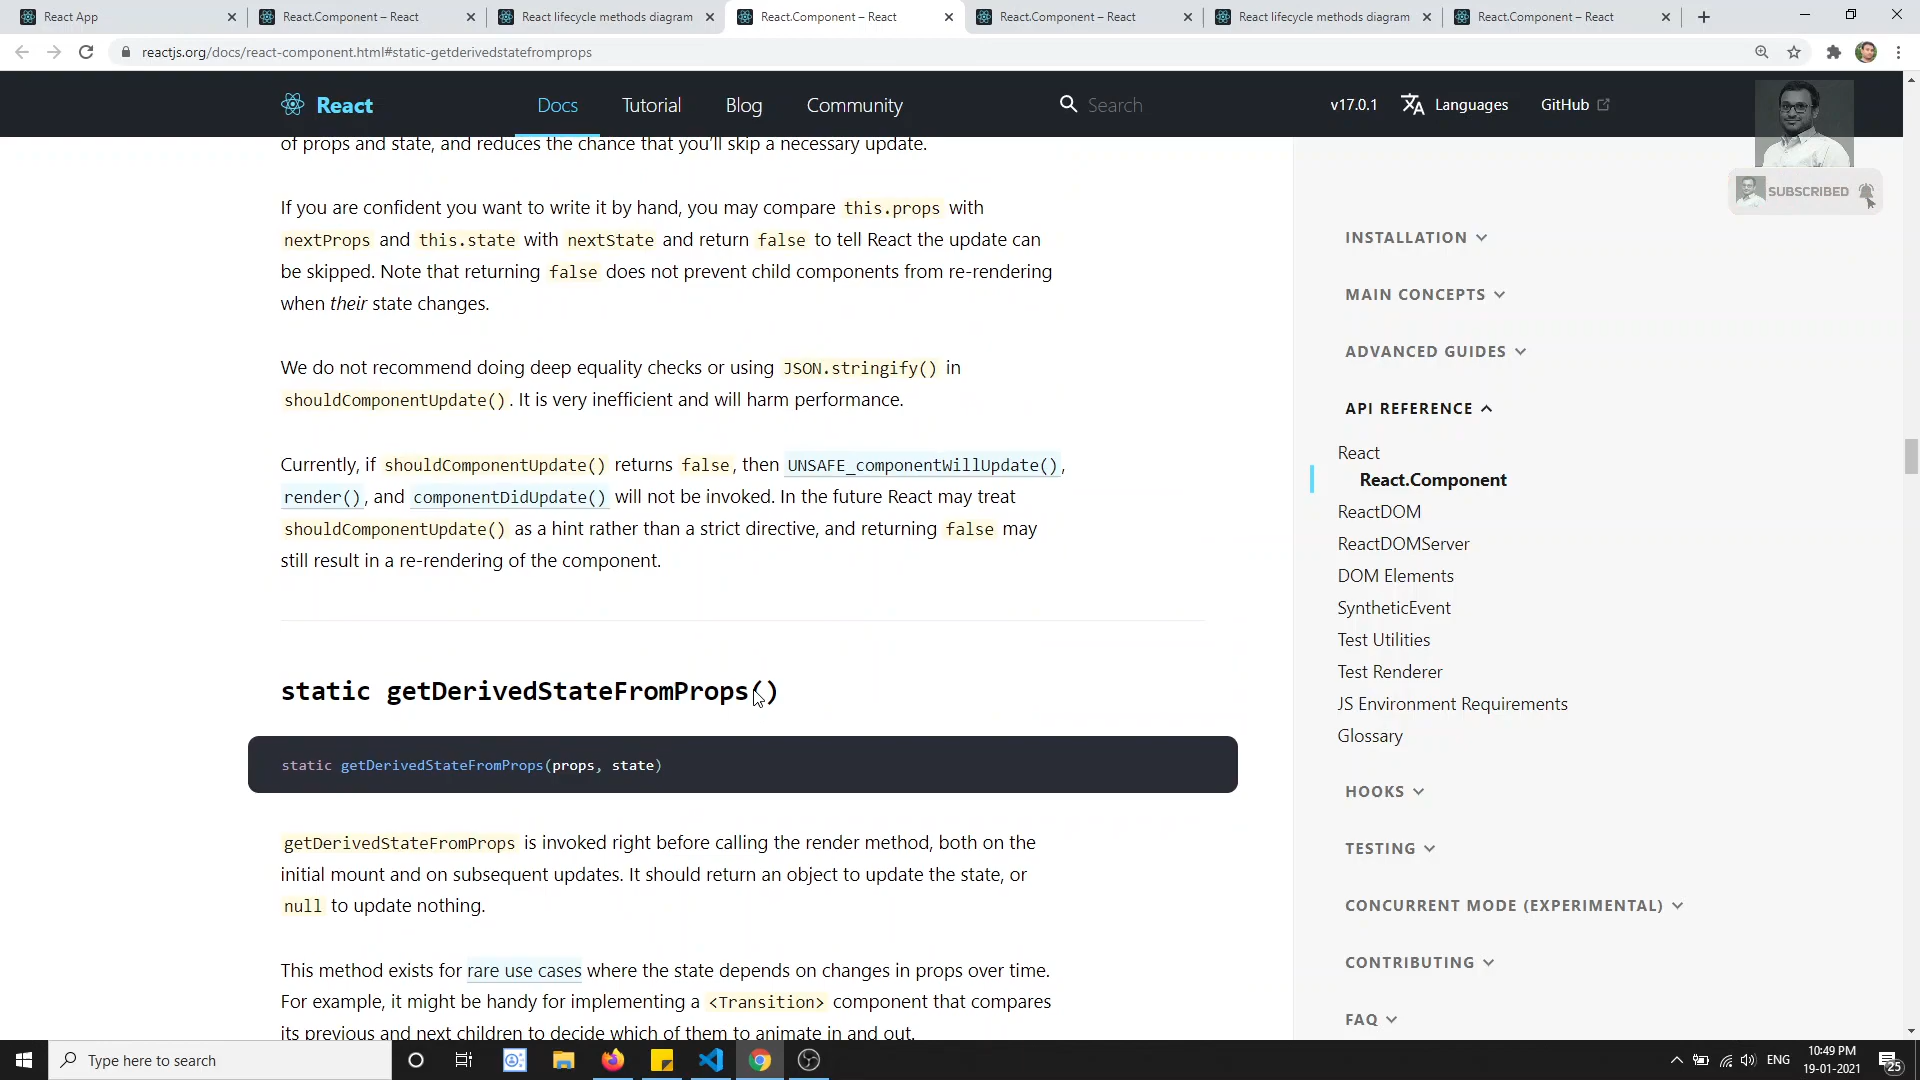 React App
React.Component – React
React lifecycle methods diagram
React.Component – React
React.Component – React
React lifecycle methods diagram
React.Component – React
reactjs.org/docs/react-component.html#static-getderivedstatefromprops
React
Docs
Tutorial
Blog
Community
Search
v17.0.1
Languages
GitHub
SUBSCRIBED
of props and state, and reduces the chance that you’ll skip a necessary update.
If you are confident you want to write it by hand, you may compare this.props with
nextProps and this.state with nextState and return false to tell React the update can
be skipped. Note that returning false does not prevent child components from re-rendering
when their state changes.
We do not recommend doing deep equality checks or using JSON.stringify() in
shouldComponentUpdate(). It is very inefficient and will harm performance.
Currently, if shouldComponentUpdate() returns false, then UNSAFE_componentWillUpdate(),
render(), and componentDidUpdate() will not be invoked. In the future React may treat
shouldComponentUpdate() as a hint rather than a strict directive, and returning false may
still result in a re-rendering of the component.
static getDerivedStateFromProps()
static getDerivedStateFromProps(props, state)
getDerivedStateFromProps is invoked right before calling the render method, both on the
initial mount and on subsequent updates. It should return an object to update the state, or
null to update nothing.
This method exists for rare use cases where the state depends on changes in props over time.
For example, it might be handy for implementing a <Transition> component that compares
its previous and next children to decide which of them to animate in and out.
INSTALLATION
MAIN CONCEPTS
ADVANCED GUIDES
API REFERENCE
React
React.Component
ReactDOM
ReactDOMServer
DOM Elements
SyntheticEvent
Test Utilities
Test Renderer
JS Environment Requirements
Glossary
HOOKS
TESTING
CONCURRENT MODE (EXPERIMENTAL)
CONTRIBUTING
FAQ
Type here to search
ENG
10:49 PM
19-01-2021
25